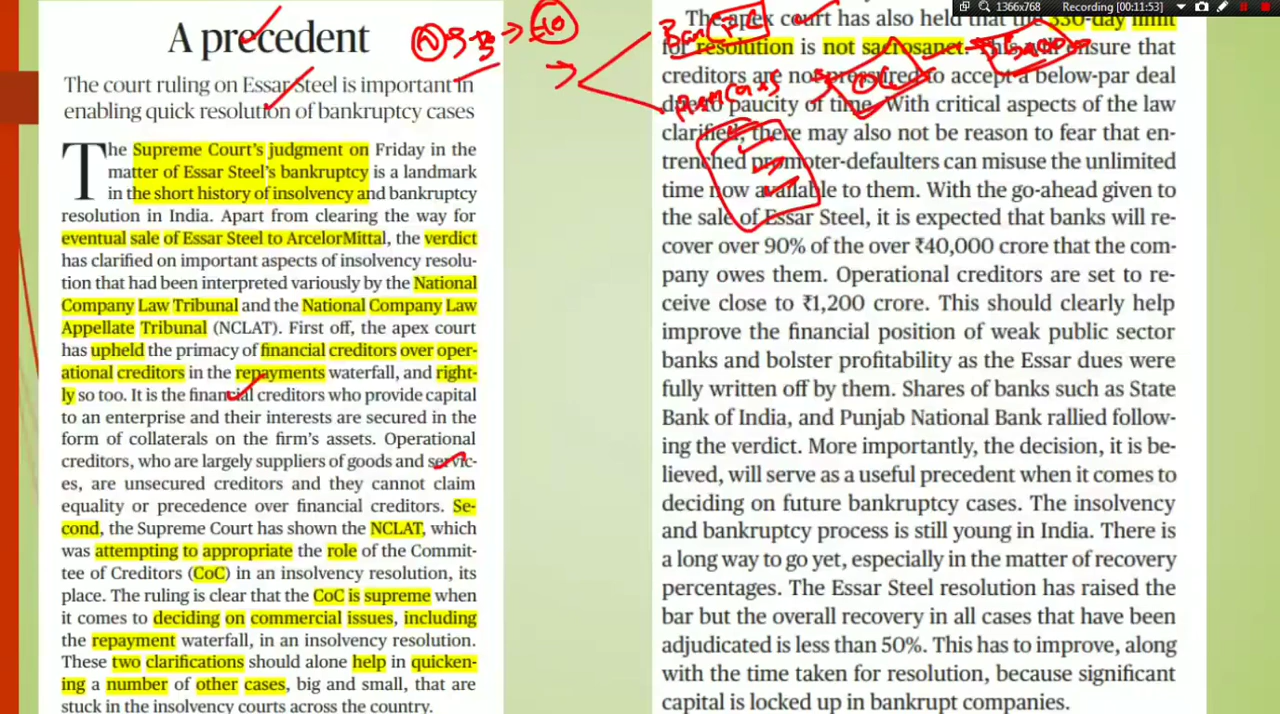 1366x768
Recording [00:11:53]
A precedent
The court ruling on Essar Steel is important in
enabling quick resolution of bankruptcy cases
The Supreme Court's judgment on Friday in the
matter of Essar Steel's bankruptcy is a landmark
in the short history of insolvency and bankruptcy
resolution in India. Apart from clearing the way for
eventual sale of Essar Steel to ArcelorMittal, the verdict
has clarified on important aspects of insolvency resolu-
tion that had been interpreted variously by the National
Company Law Tribunal and the National Company Law
Appellate Tribunal (NCLAT). First off, the apex court
has upheld the primacy of financial creditors over oper-
ational creditors in the repayments waterfall, and right-
ly so too. It is the financial creditors who provide capital
to an enterprise and their interests are secured in the
form of collaterals on the firm's assets. Operational
creditors, who are largely suppliers of goods and servic-
es, are unsecured creditors and they cannot claim
equality or precedence over financial creditors. Se-
cond, the Supreme Court has shown the NCLAT, which
was attempting to appropriate the role of the Commit-
tee of Creditors (CoC) in an insolvency resolution, its
place. The ruling is clear that the CoC is supreme when
it comes to deciding on commercial issues, including
the repayment waterfall, in an insolvency resolution.
These two clarifications should alone help in quicken-
ing a number of other cases, big and small, that are
stuck in the insolvency courts across the country.
The apex court has also held that the 330-day limit
for resolution is not sacrosanct. This will ensure that
creditors are not pressured to accept a below-par deal
due to paucity of time. With critical aspects of the law
clarified, there may also not be reason to fear that en-
trenched promoter-defaulters can misuse the unlimited
time now available to them. With the go-ahead given to
the sale of Essar Steel, it is expected that banks will re-
cover over 90% of the over ₹40,000 crore that the com-
pany owes them. Operational creditors are set to re-
ceive close to ₹1,200 crore. This should clearly help
improve the financial position of weak public sector
banks and bolster profitability as the Essar dues were
fully written off by them. Shares of banks such as State
Bank of India, and Punjab National Bank rallied follow-
ing the verdict. More importantly, the decision, it is be-
lieved, will serve as a useful precedent when it comes to
deciding on future bankruptcy cases. The insolvency
and bankruptcy process is still young in India. There is
a long way to go yet, especially in the matter of recovery
percentages. The Essar Steel resolution has raised the
bar but the overall recovery in all cases that have been
adjudicated is less than 50%. This has to improve, along
with the time taken for resolution, because significant
capital is locked up in bankrupt companies.